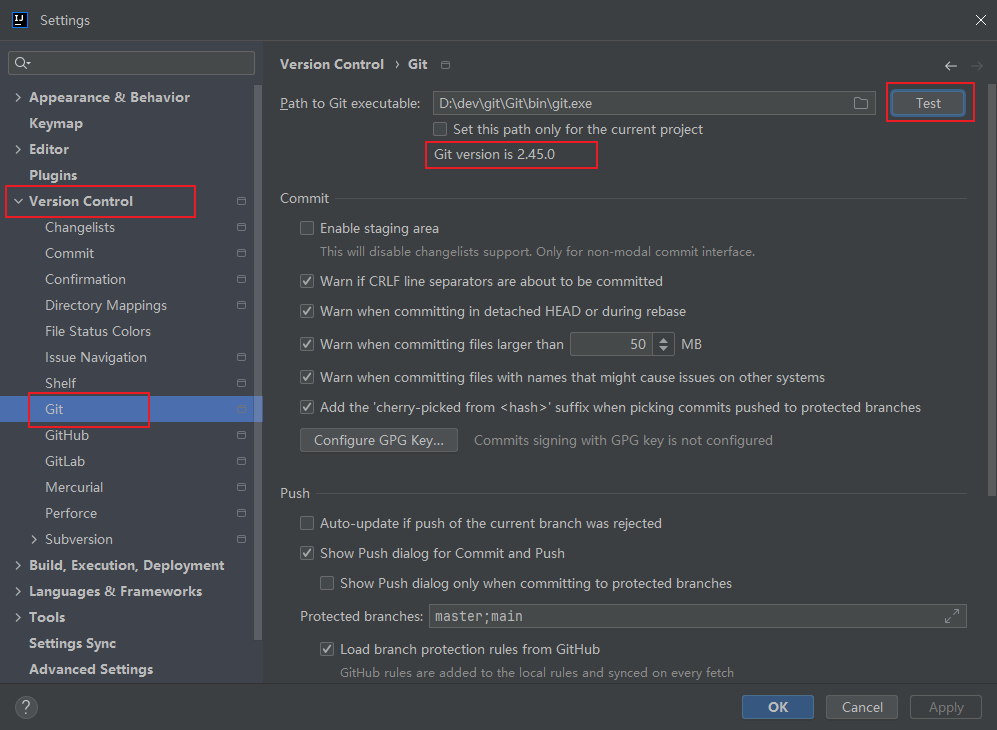 IJ Settings
Appearance & Behavior
Keymap
Editor
Plugins
Version Control
Changelists
Commit
Confirmation
Directory Mappings
File Status Colors
Issue Navigation
Shelf
Git
GitHub
GitLab
Mercurial
Perforce
Subversion
Build, Execution, Deployment
Languages & Frameworks
Tools
Settings Sync
Advanced Settings
Version Control › Git
Path to Git executable: D:\dev\git\Git\bin\git.exe Test
Set this path only for the current project
Git version is 2.45.0
Commit
Enable staging area
This will disable changelists support. Only for non-modal commit interface.
Warn if CRLF line separators are about to be committed
Warn when committing in detached HEAD or during rebase
Warn when committing files larger than 50 MB
Warn when committing files with names that might cause issues on other systems
Add the 'cherry-picked from <hash>' suffix when picking commits pushed to protected branches
Configure GPG Key... Commits signing with GPG key is not configured
Push
Auto-update if push of the current branch was rejected
Show Push dialog for Commit and Push
Show Push dialog only when committing to protected branches
Protected branches: master;main
Load branch protection rules from GitHub
GitHub rules are added to the local rules and synced on every fetch
? OK Cancel Apply